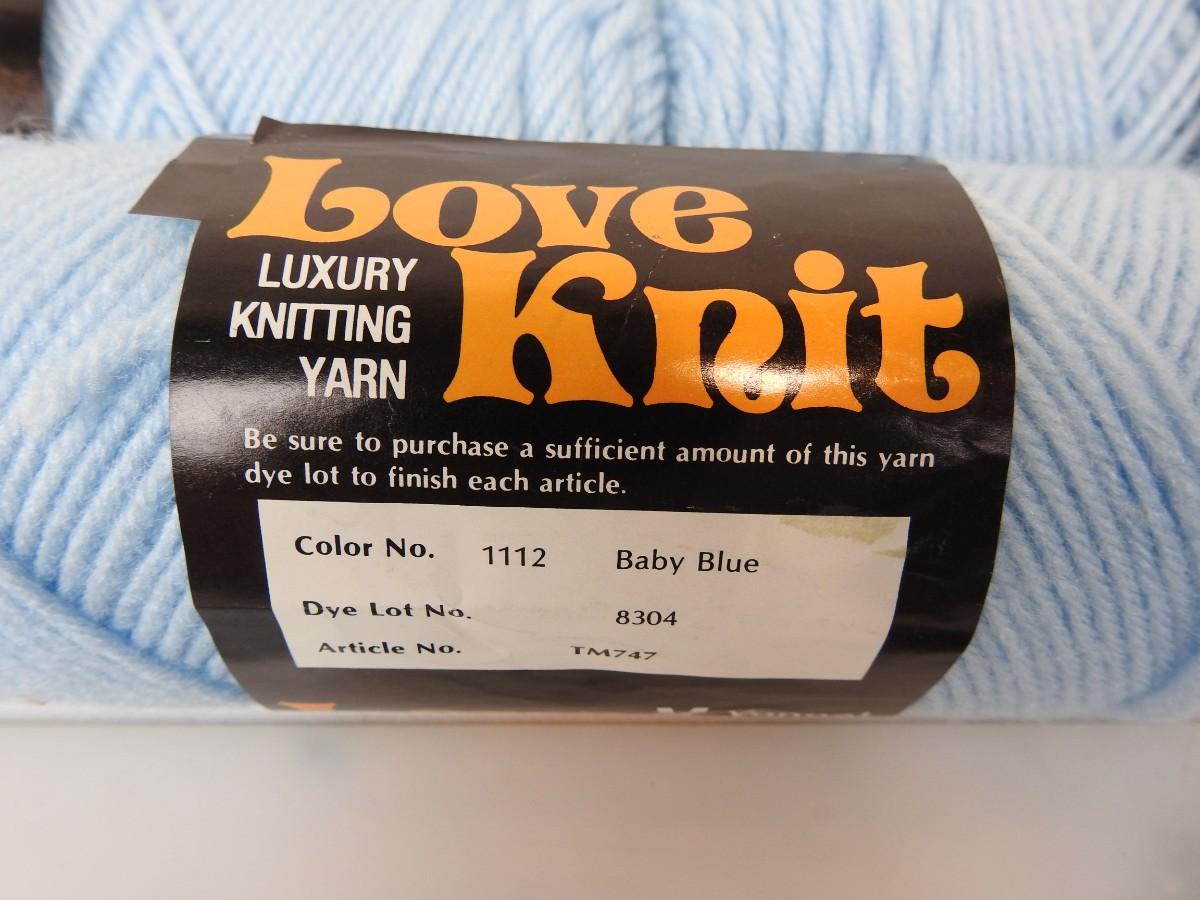 Love
Knit
LUXURY
KNITTING
YARN
Be sure to purchase a sufficient amount of this yarn
dye lot to finish each article.
Color No. 1112 Baby Blue
Dye Lot No. 8304
Article No. TM747